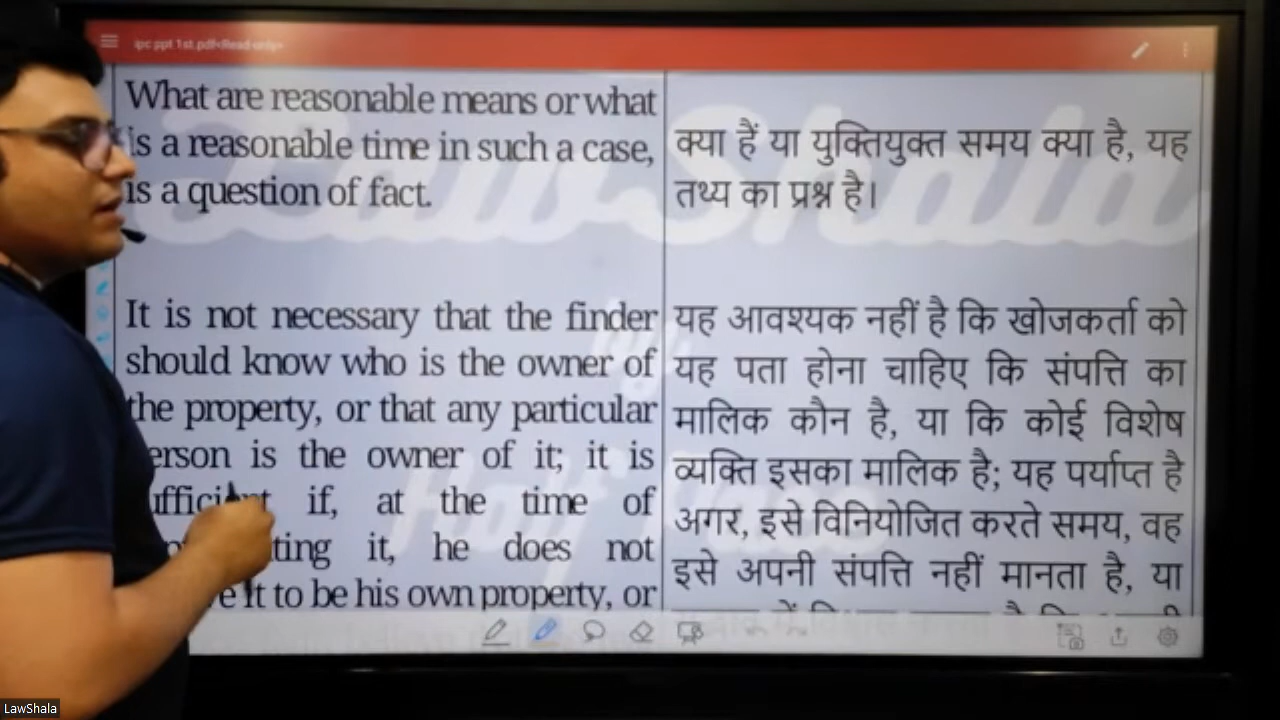 ipc ppt 1st.pdf<Read-only>
What are reasonable means or what
is a reasonable time in such a case,
is a question of fact.
क्या हैं या युक्तियुक्त समय क्या है, यह
तथ्य का प्रश्न है।
It is not necessary that the finder
should know who is the owner of
the property, or that any particular
erson is the owner of it; it is
if, at the time of
ting it, he does not
it to be his own property, or
यह आवश्यक नहीं है कि खोजकर्ता को
यह पता होना चाहिए कि संपत्ति का
मालिक कौन है, या कि कोई विशेष
व्यक्ति इसका मालिक है; यह पर्याप्त है
अगर, इसे विनियोजित करते समय, वह
इसे अपनी संपत्ति नहीं मानता है, या
Law Shala
LawShala